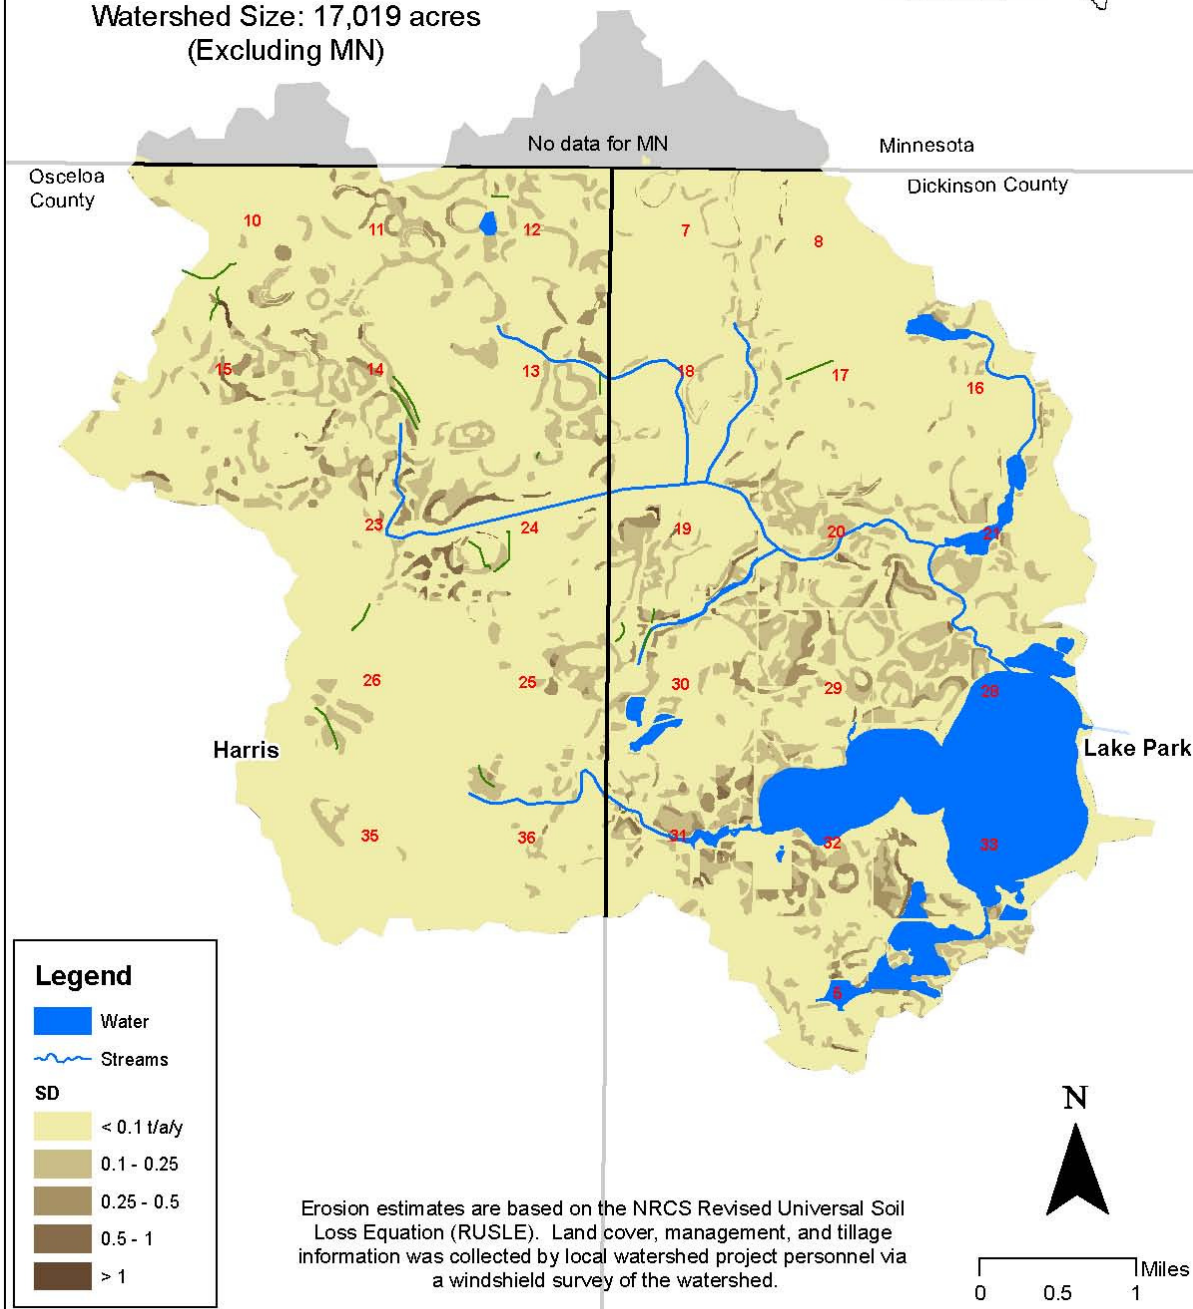 Watershed Size: 17,019 acres
(Excluding MN)
No data for MN
Minnesota
Osceloa
County
Dickinson County
10
11
12
7
8
15
14
13
18
17
16
23
24
19
20
21
26
25
30
29
28
Harris
Lake Park
35
36
31
32
33
5
Legend
Water
Streams
SD
< 0.1 t/a/y
0.1 - 0.25
0.25 - 0.5
0.5 - 1
> 1
N
Erosion estimates are based on the NRCS Revised Universal Soil
Loss Equation (RUSLE). Land cover, management, and tillage
information was collected by local watershed project personnel via
a windshield survey of the watershed.
Miles
0 0.5 1